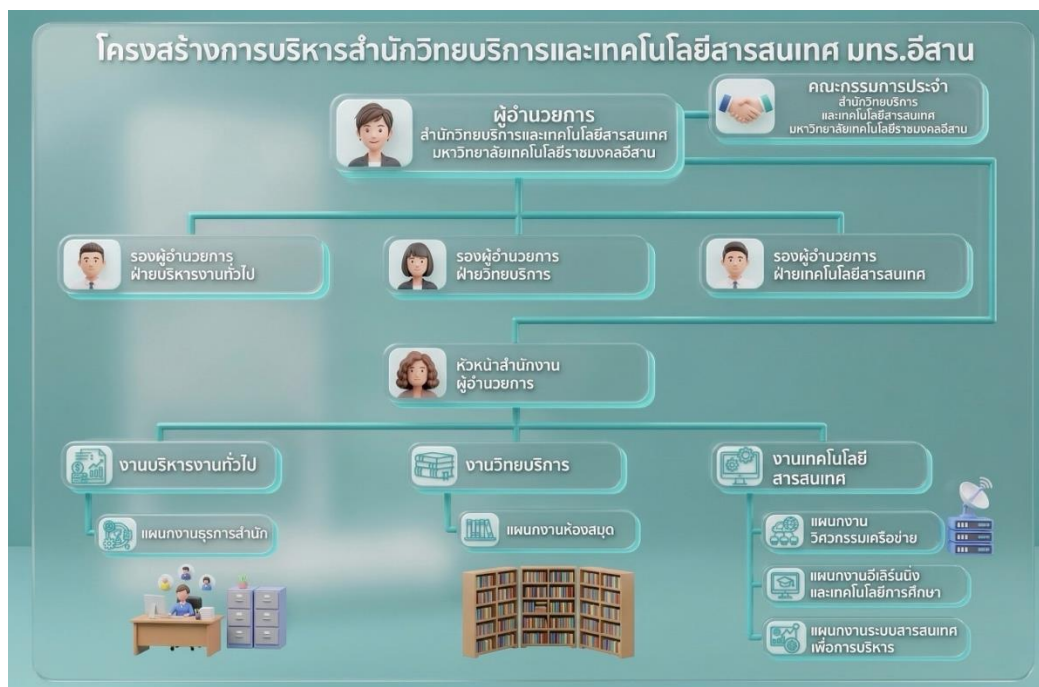 โครงสร้างการบริหารสำนักวิทยบริการและเทคโนโลยีสารสนเทศ มทร.อีสาน
ผู้อำนวยการ
สำนักวิทยบริการและเทคโนโลยีสารสนเทศ
มหาวิทยาลัยเทคโนโลยีราชมงคลอีสาน
คณะกรรมการประจำ
สำนักวิทยบริการ
และเทคโนโลยีสารสนเทศ
มหาวิทยาลัยเทคโนโลยีราชมงคลอีสาน
รองผู้อำนวยการ
ฝ่ายบริหารงานทั่วไป
รองผู้อำนวยการ
ฝ่ายวิทยบริการ
รองผู้อำนวยการ
ฝ่ายเทคโนโลยีสารสนเทศ
หัวหน้าสำนักงาน
ผู้อำนวยการ
งานบริหารงานทั่วไป
งานวิทยบริการ
งานเทคโนโลยี
สารสนเทศ
แผนกงานธุรการสำนัก
แผนกงานห้องสมุด
แผนกงาน
วิศวกรรมเครือข่าย
แผนกงานอีเลิร์นนิ่ง
และเทคโนโลยีการศึกษา
แผนกงานระบบสารสนเทศ
เพื่อการบริหาร